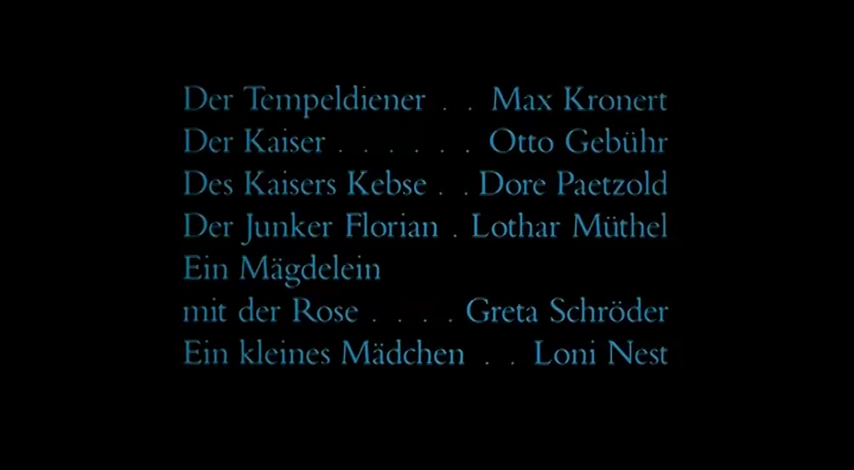 Der Tempeldiener . . Max Kronert
Der Kaiser . . . . . . Otto Gebühr
Des Kaisers Kebse . . Dore Paetzold
Der Junker Florian . Lothar Müthel
Ein Mägdelein
mit der Rose . . . . Greta Schröder
Ein kleines Mädchen . . Loni Nest